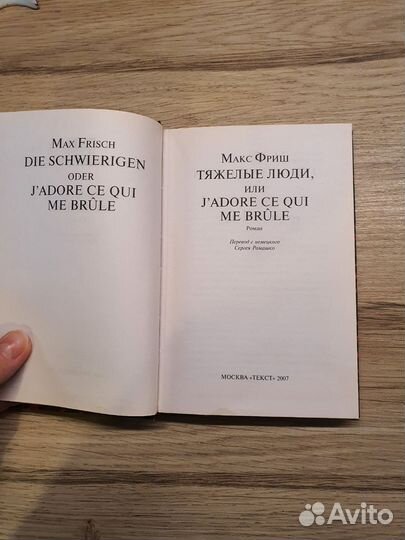 MAX FRISCH
DIE SCHWIERIGEN
ODER
J'ADORE CE QUI
ME BRÛLE
МАКС ФРИШ
ТЯЖЕЛЫЕ ЛЮДИ,
ИЛИ
J'ADORE CE QUI
ME BRÛLE
Роман
Перевод с немецкого
Сергея Ромашко
МОСКВА «ТЕКСТ» 2007
Avito